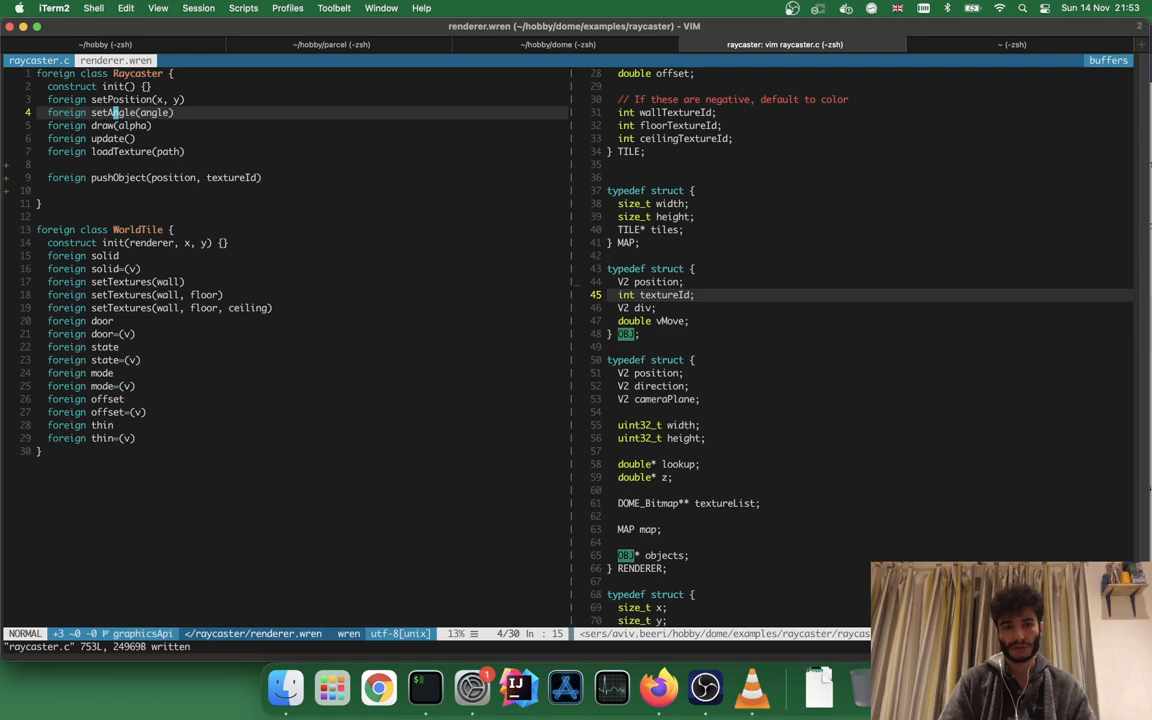 iTerm2 Shell Edit View Session Scripts Profiles Toolbelt Window Help Sun 14 Nov 21:53
renderer.wren (~/hobby/dome/examples/raycaster) - VIM 2
~/hobby (-zsh) ~/hobby/parcel (-zsh) ~/hobby/dome (-zsh) raycaster: vim raycaster.c (-zsh) ~ (-zsh)
raycaster.c renderer.wren buffers
1 foreign class Raycaster {
2 construct init() {}
3 foreign setPosition(x, y)
4 foreign setAngle(angle)
5 foreign draw(alpha)
6 foreign update()
7 foreign loadTexture(path)
+ 8
+ 9 foreign pushObject(position, textureId)
+ 10
11 }
12
13 foreign class WorldTile {
14 construct init(renderer, x, y) {}
15 foreign solid
16 foreign solid=(v)
17 foreign setTextures(wall)
18 foreign setTextures(wall, floor)
19 foreign setTextures(wall, floor, ceiling)
20 foreign door
21 foreign door=(v)
22 foreign state
23 foreign state=(v)
24 foreign mode
25 foreign mode=(v)
26 foreign offset
27 foreign offset=(v)
28 foreign thin
29 foreign thin=(v)
30 }
28 double offset;
30 // If these are negative, default to color
31 int wallTextureId;
32 int floorTextureId;
33 int ceilingTextureId;
34 } TILE;
35
36
37 typedef struct {
38 size_t width;
39 size_t height;
40 TILE* tiles;
41 } MAP;
42
43 typedef struct {
44 V2 position;
45 int textureId;
46 V2 div;
47 double vMove;
48 } OBJ;
49
50 typedef struct {
51 V2 position;
52 V2 direction;
53 V2 cameraPlane;
54
55 uint32_t width;
56 uint32_t height;
58 double* lookup;
59 double* z;
60
61 DOME_Bitmap** textureList;
62
63 MAP map;
64
65 OBJ* objects;
66 } RENDERER;
67
68 typedef struct {
69 size_t x;
70 size_t y;
NORMAL +3 ~0 -0 graphicsApi </raycaster/renderer.wren wren utf-8[unix] 13% 4/30 ln : 15 <sers/aviv.beeri/hobby/dome/examples/raycaster/raycas
"raycaster.c" 753L, 24969B written
1